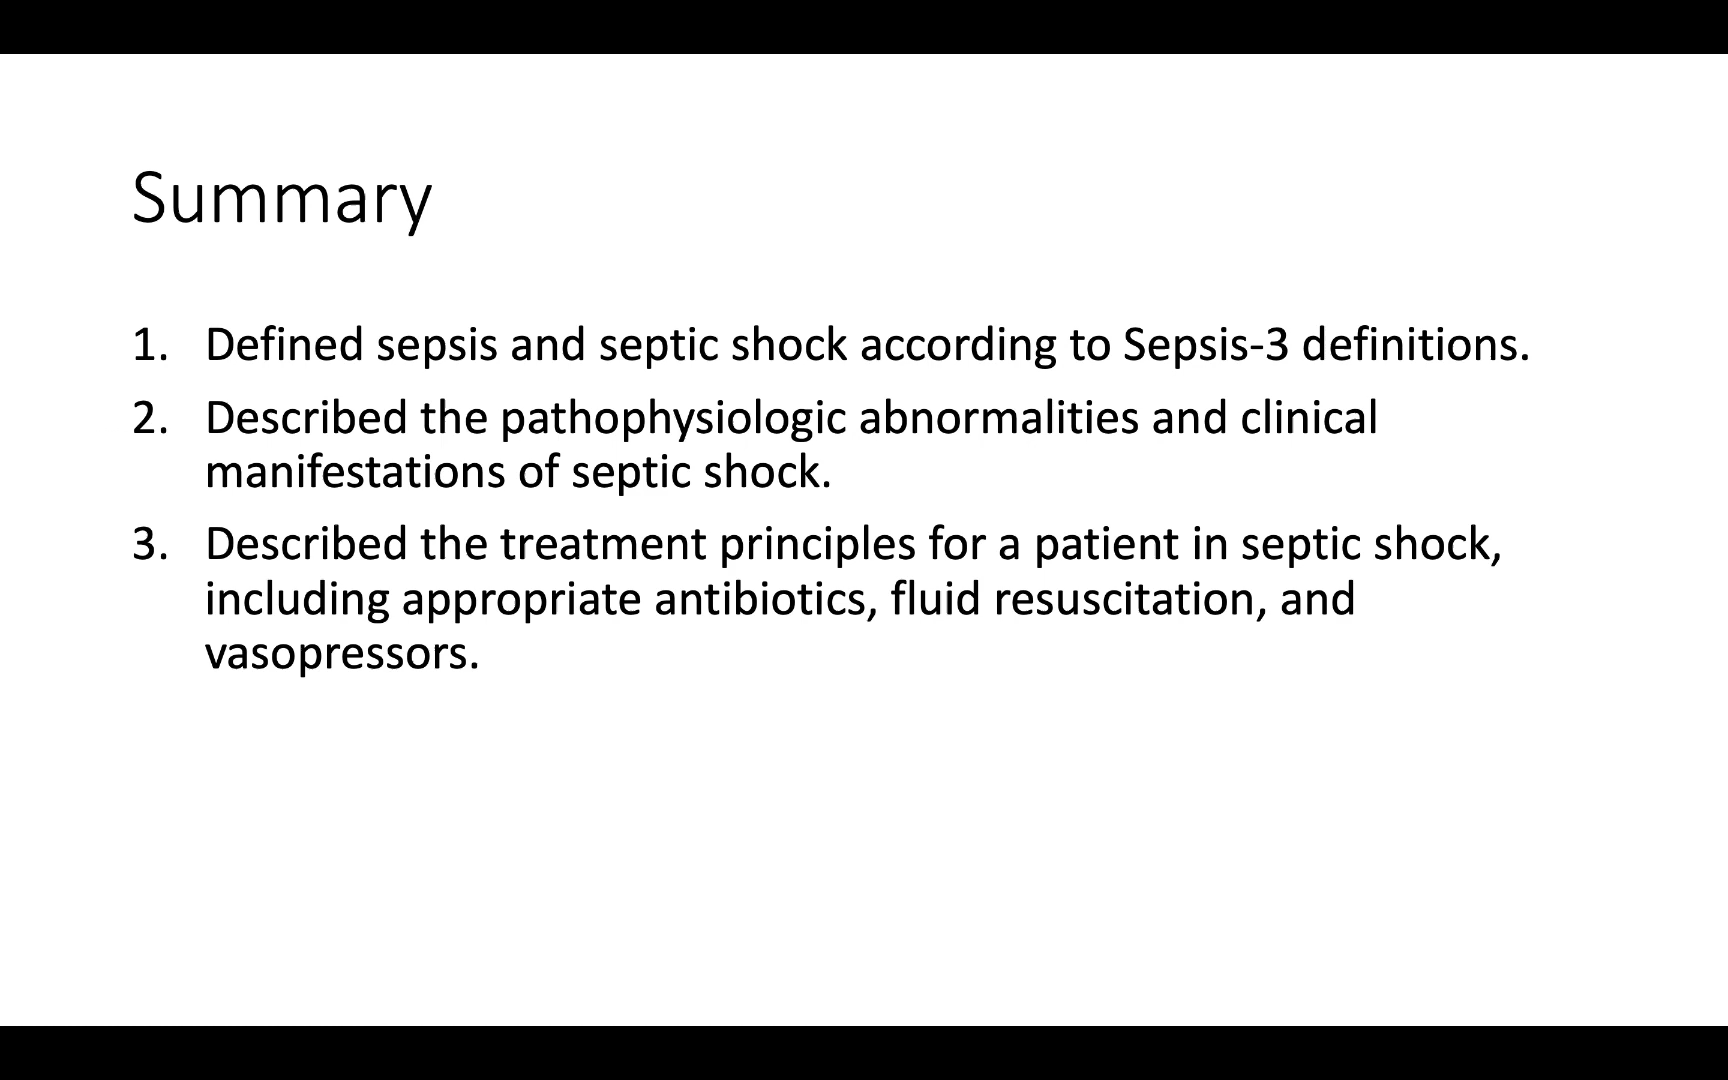 Summary
1. Defined sepsis and septic shock according to Sepsis-3 definitions.
2. Described the pathophysiologic abnormalities and clinical
manifestations of septic shock.
3. Described the treatment principles for a patient in septic shock,
including appropriate antibiotics, fluid resuscitation, and
vasopressors.